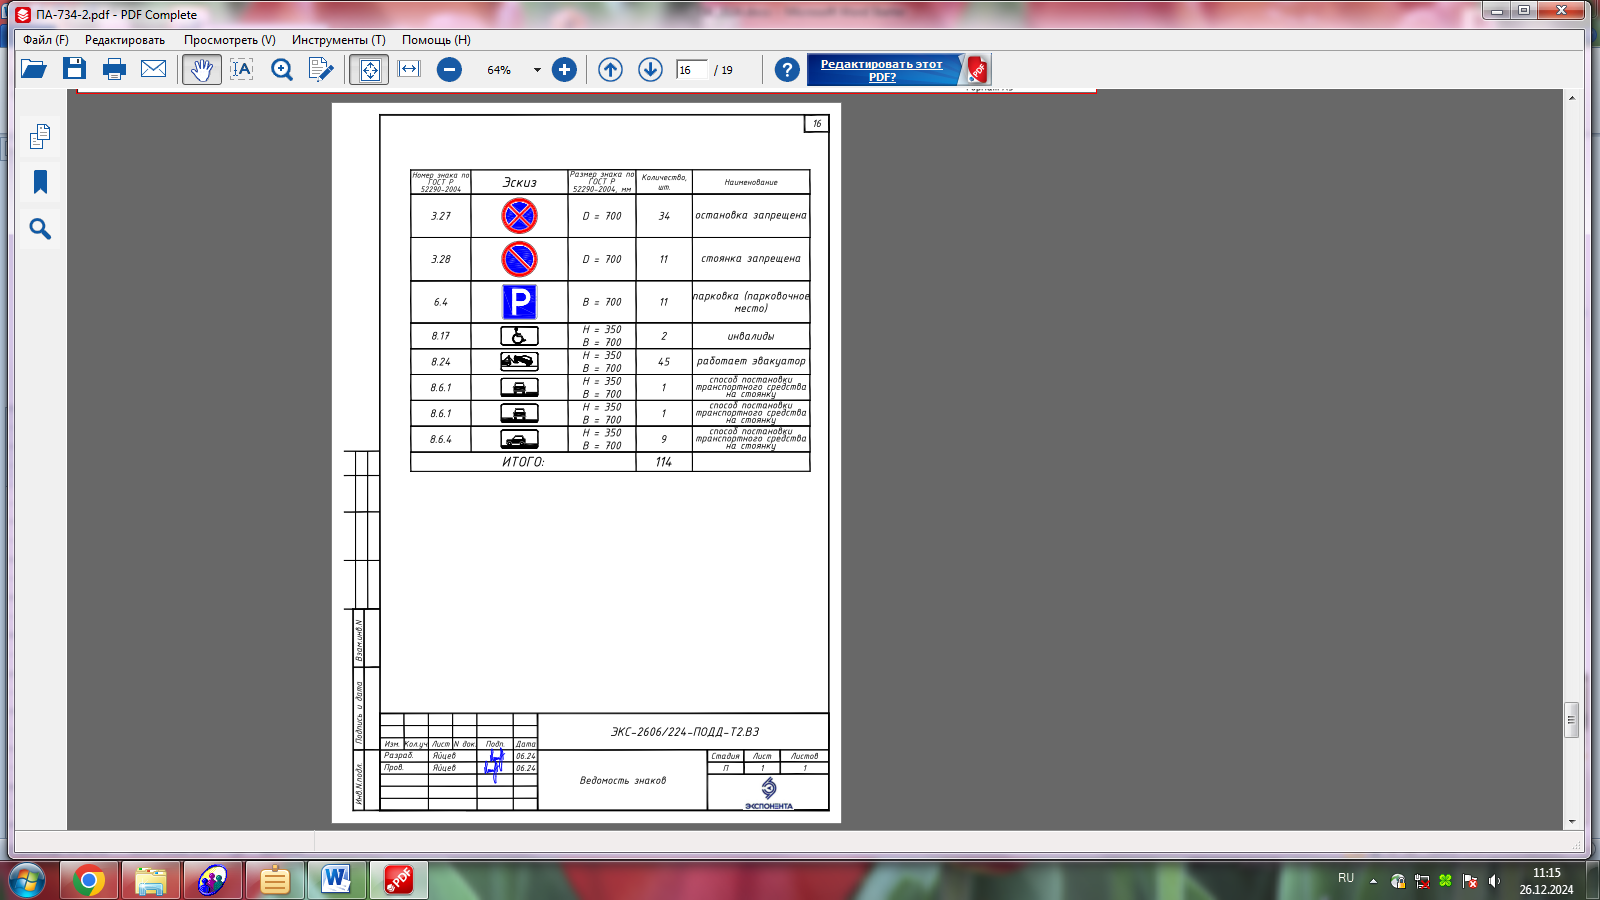 ПА-734-2.pdf - PDF Complete
Файл (F) Редактировать Просмотреть (V) Инструменты (T) Помощь (H)
64% 16 / 19 ? Редактировать этот
PDF?
PDF
16
Номер знака по
ГОСТ Р
52290-2004
Эскиз
Размер знака по
ГОСТ Р
52290-2004, мм
Количество,
шт.
Наименование
3.27 D = 700 34 остановка запрещена
3.28 D = 700 11 стоянка запрещена
6.4 P B = 700 11 парковка (парковочное
место)
8.17 H = 350
B = 700 2 инвалиды
8.24 H = 350
B = 700 45 работает эвакуатор
8.6.1 H = 350
B = 700 1 способ постановки
транспортного средства
на стоянку
8.6.1 H = 350
B = 700 1 способ постановки
транспортного средства
на стоянку
8.6.4 H = 350
B = 700 9 способ постановки
транспортного средства
на стоянку
ИТОГО: 114
Взам.инв.N
Подпись и дата
Инв.N.подл.
ЭКС-2606/224-ПОДД-Т2.ВЗ
Изм. Кол.уч Лист N док. Подп. Дата
Разраб. Яйцев 06.24
Пров. Яйцев 06.24
Ведомость знаков
Стадия Лист Листов
П 1 1
ЭКСПОНЕНТА
RU
11:15
26.12.2024